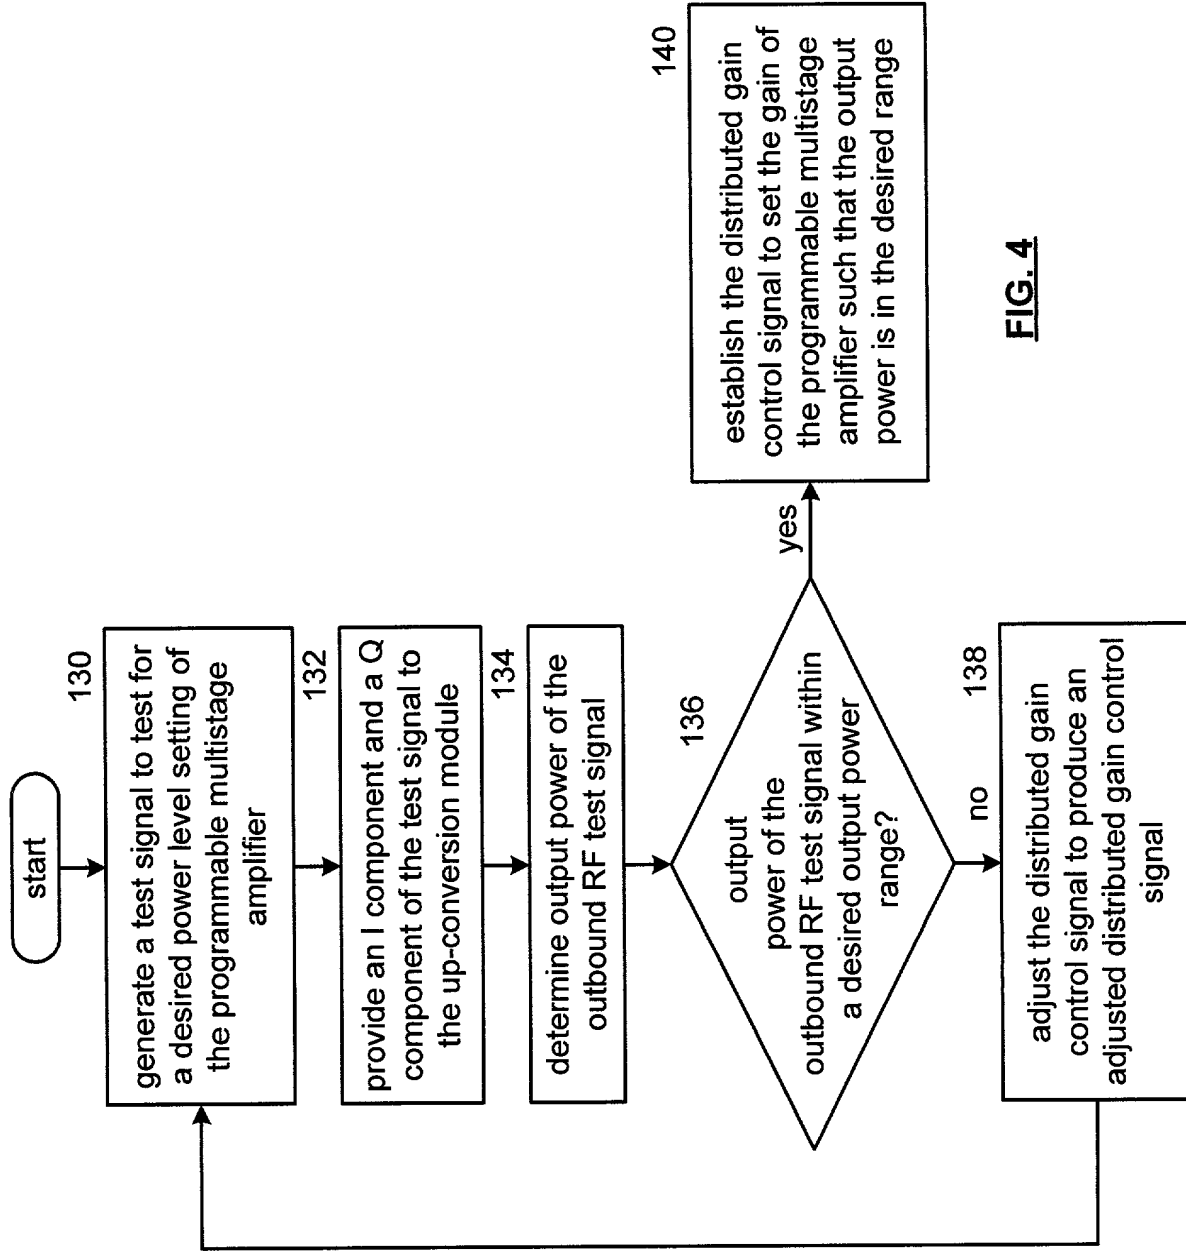 start
130
generate a test signal to test for
a desired power level setting of
the programmable multistage
amplifier
132
provide an I component and a Q
component of the test signal to
the up-conversion module
134
determine output power of the
outbound RF test signal
136
output
power of the
outbound RF test signal within
a desired output power
range?
yes
140
establish the distributed gain
control signal to set the gain of
the programmable multistage
amplifier such that the output
power is in the desired range
no
138
adjust the distributed gain
control signal to produce an
adjusted distributed gain control
signal
FIG. 4